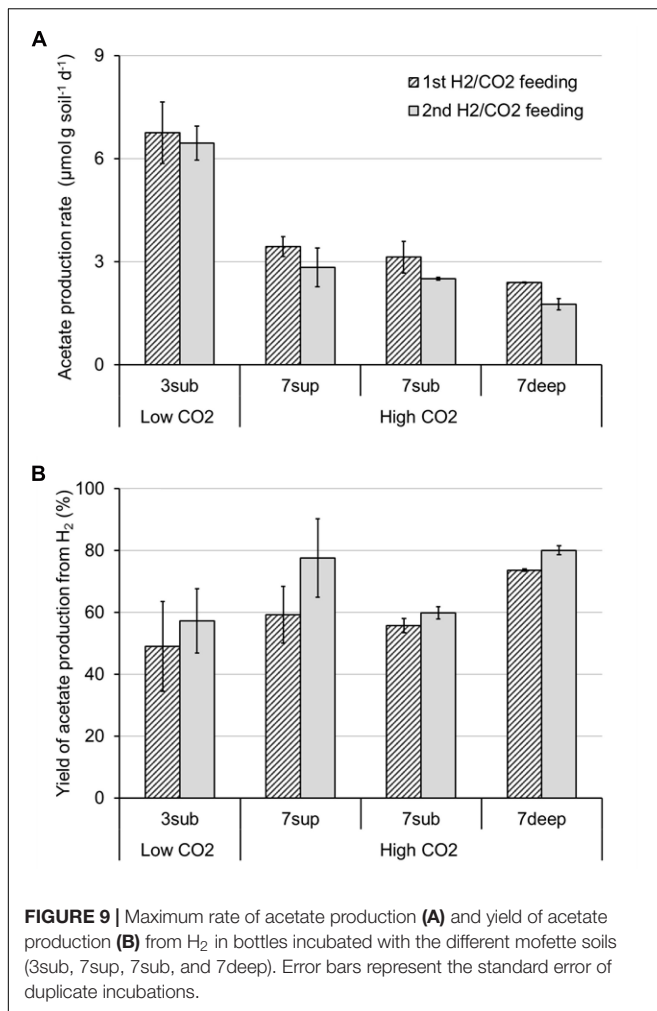 A
Acetate production rate (µmol g soil⁻¹ d⁻¹)
9
6
3
0
1st H2/CO2 feeding
2nd H2/CO2 feeding
3sub 7sup 7sub 7deep
Low CO2 High CO2
B
Yield of acetate production from H₂ (%)
100
80
60
40
20
0
3sub 7sup 7sub 7deep
Low CO2 High CO2
FIGURE 9 | Maximum rate of acetate production (A) and yield of acetate
production (B) from H₂ in bottles incubated with the different mofette soils
(3sub, 7sup, 7sub, and 7deep). Error bars represent the standard error of
duplicate incubations.